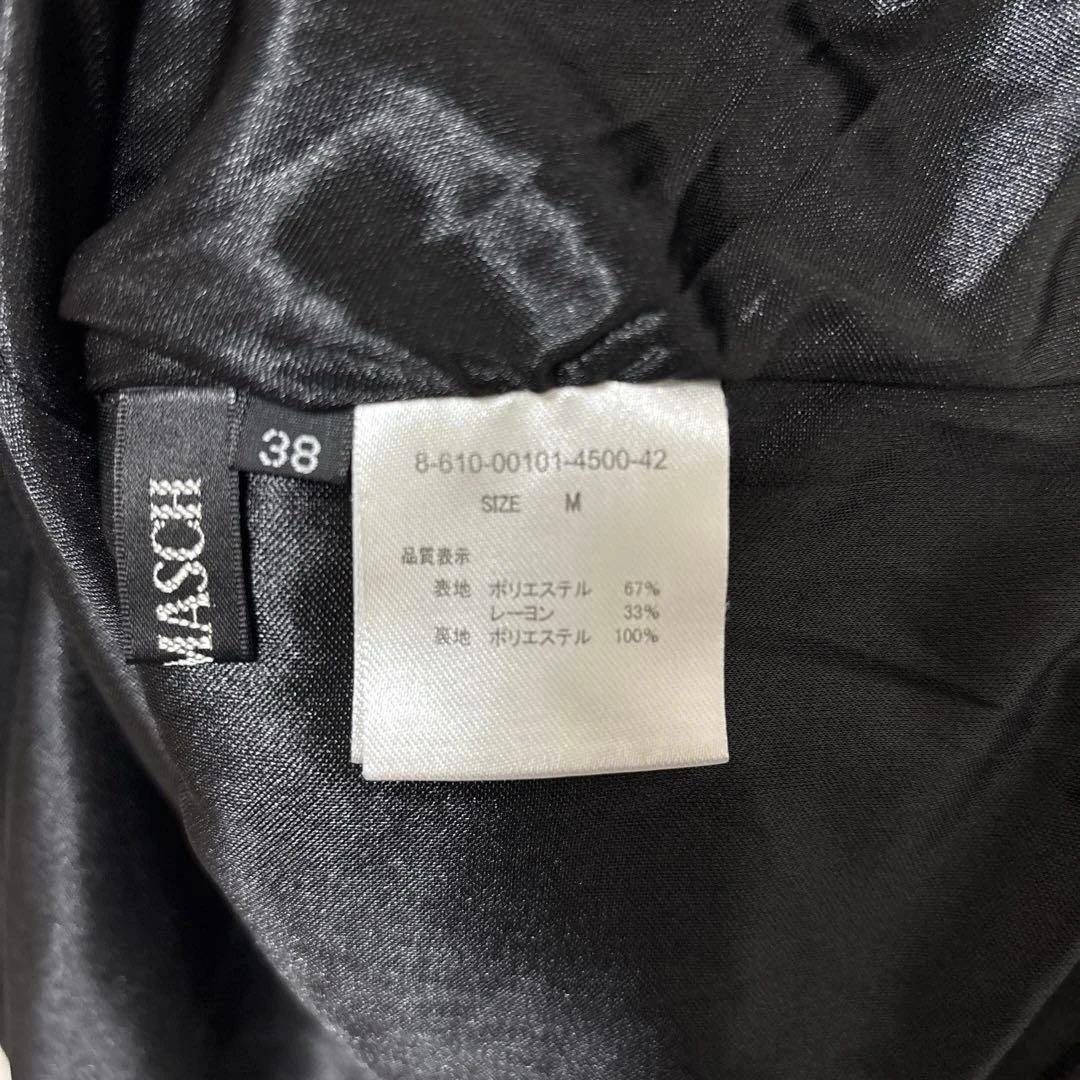 MASCH
38
8-610-00101-4500-42
SIZE M
品質表示
表地 ポリエステル 67%
レーヨン 33%
裏地 ポリエステル 100%